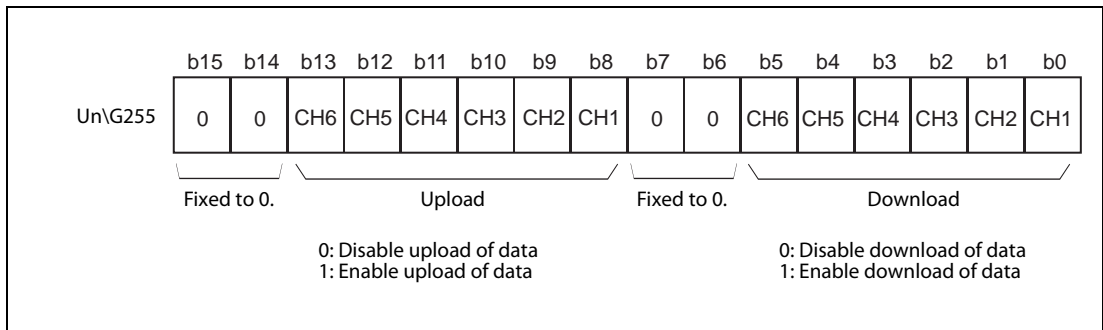 b15 b14 b13 b12 b11 b10 b9 b8 b7 b6 b5 b4 b3 b2 b1 b0
Un\G255 0 0 CH6 CH5 CH4 CH3 CH2 CH1 0 0 CH6 CH5 CH4 CH3 CH2 CH1
Fixed to 0. Upload Fixed to 0. Download
0: Disable upload of data 0: Disable download of data
1: Enable upload of data 1: Enable download of data